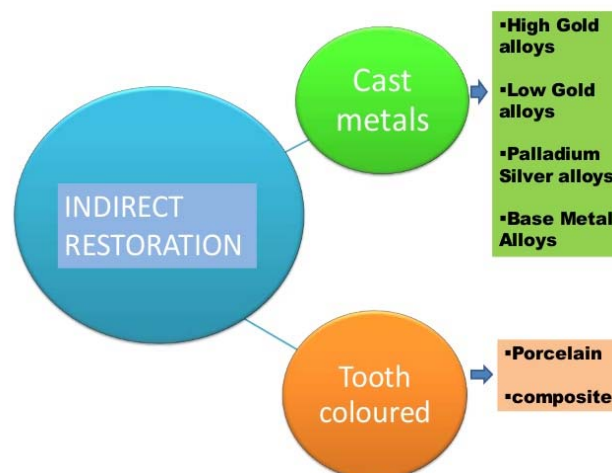 INDIRECT
RESTORATION
Cast
metals
▪High Gold
alloys
▪Low Gold
alloys
▪Palladium
Silver alloys
▪Base Metal
Alloys
Tooth
coloured
▪Porcelain
▪composite